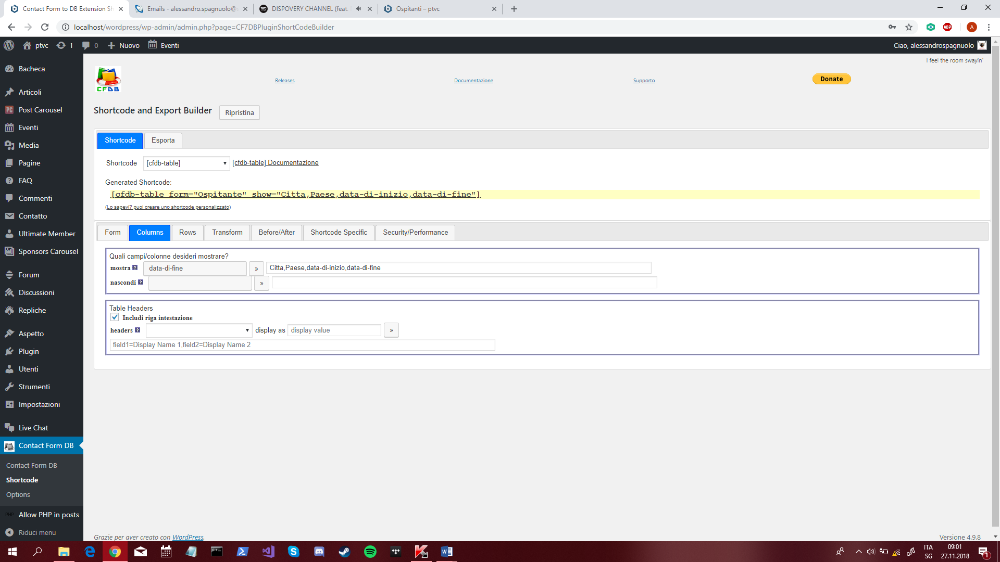 Contact Form to DB Extension Sh
Emails - alessandro.spagnuolo@
DISPOVERY CHANNEL (feat.
Ospitanti – ptvc
localhost/wordpress/wp-admin/admin.php?page=CF7DBPluginShortCodeBuilder
ABP
A
ptvc
1
0
Nuovo
Eventi
Ciao, alessandrospagnuolo
I feel the room swayin'
Bacheca
Articoli
PC
Post Carousel
Eventi
Media
Pagine
FAQ
Commenti
Contatto
Ultimate Member
Sponsors Carousel
Forum
Discussioni
Repliche
Aspetto
Plugin
Utenti
Strumenti
Impostazioni
Live Chat
Contact Form DB
Contact Form DB
Shortcode
Options
PHP
Allow PHP in posts
Riduci menu
CFDB
Releases
Documentazione
Supporto
Donate
Shortcode and Export Builder
Ripristina
Shortcode
Esporta
Shortcode
[cfdb-table]
[cfdb-table] Documentazione
Generated Shortcode:
[cfdb-table form="Ospitante" show="Citta,Paese,data-di-inizio,data-di-fine"]
(Lo sapevi? puoi creare uno shortcode personalizzato)
Form
Columns
Rows
Transform
Before/After
Shortcode Specific
Security/Performance
Quali campi/colonne desideri mostrare?
mostra ?
data-di-fine
»
Citta,Paese,data-di-inizio,data-di-fine
nascondi ?
»
Table Headers
Includi riga intestazione
headers ?
display as
display value
»
field1=Display Name 1,field2=Display Name 2
Grazie per aver creato con WordPress.
Versione 4.9.8
ITA
SG
09:01
27.11.2018
1